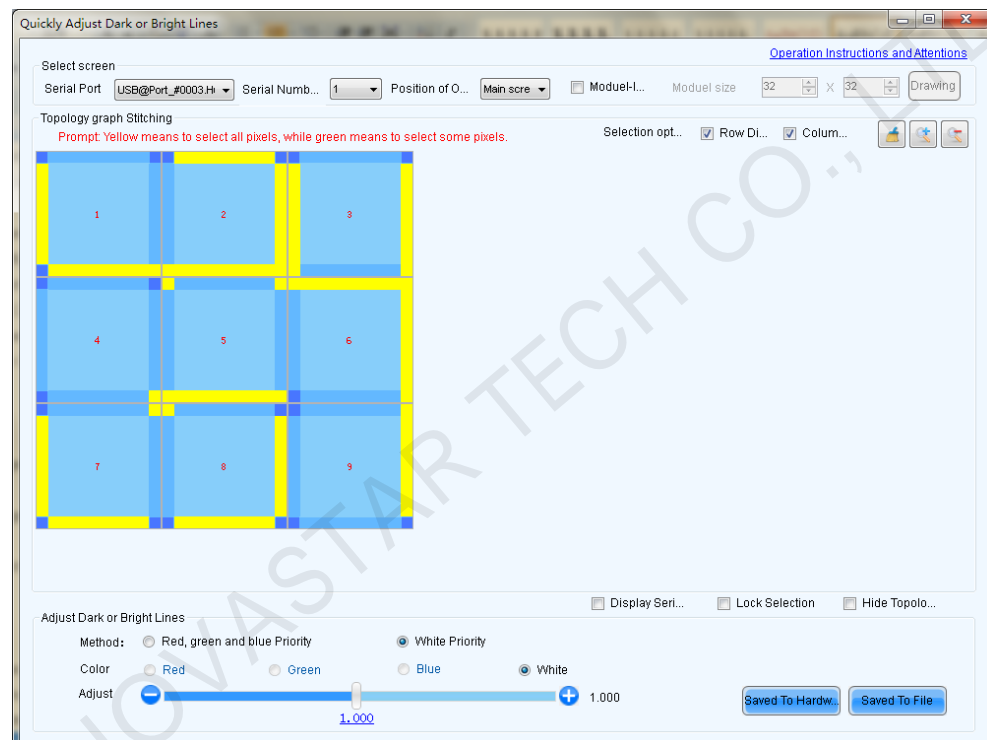 Quickly Adjust Dark or Bright Lines
Operation Instructions and Attentions
Select screen
Serial Port USB@Port_#0003.H Serial Numb... 1 Position of O... Main scre Moduel-I... Moduel size 32 X 32 Drawing
Topology graph Stitching
Prompt: Yellow means to select all pixels, while green means to select some pixels. Selection opt... Row Di... Colum...
1 2 3
4 5 6
7 8 9
Display Seri... Lock Selection Hide Topolo...
Adjust Dark or Bright Lines
Method: Red, green and blue Priority White Priority
Color Red Green Blue White
Adjust 1.000
1.000
Saved To Hardw... Saved To File
NOVASTAR TECH CO., LT